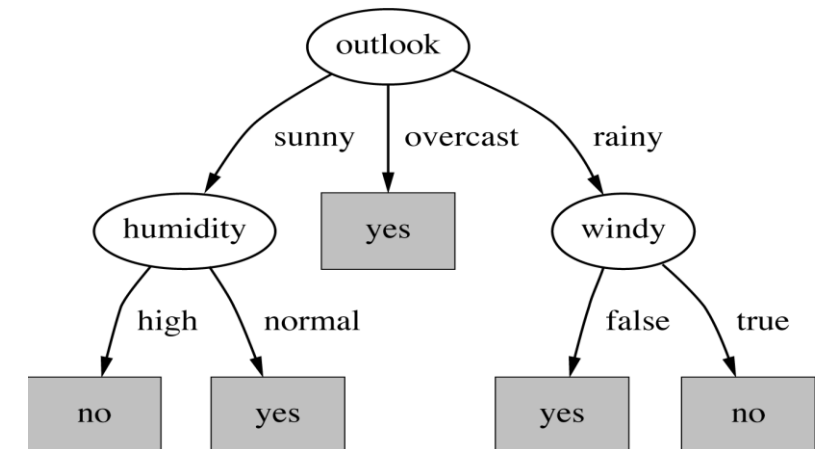 outlook
sunny overcast rainy
humidity yes windy
high normal false true
no yes yes no